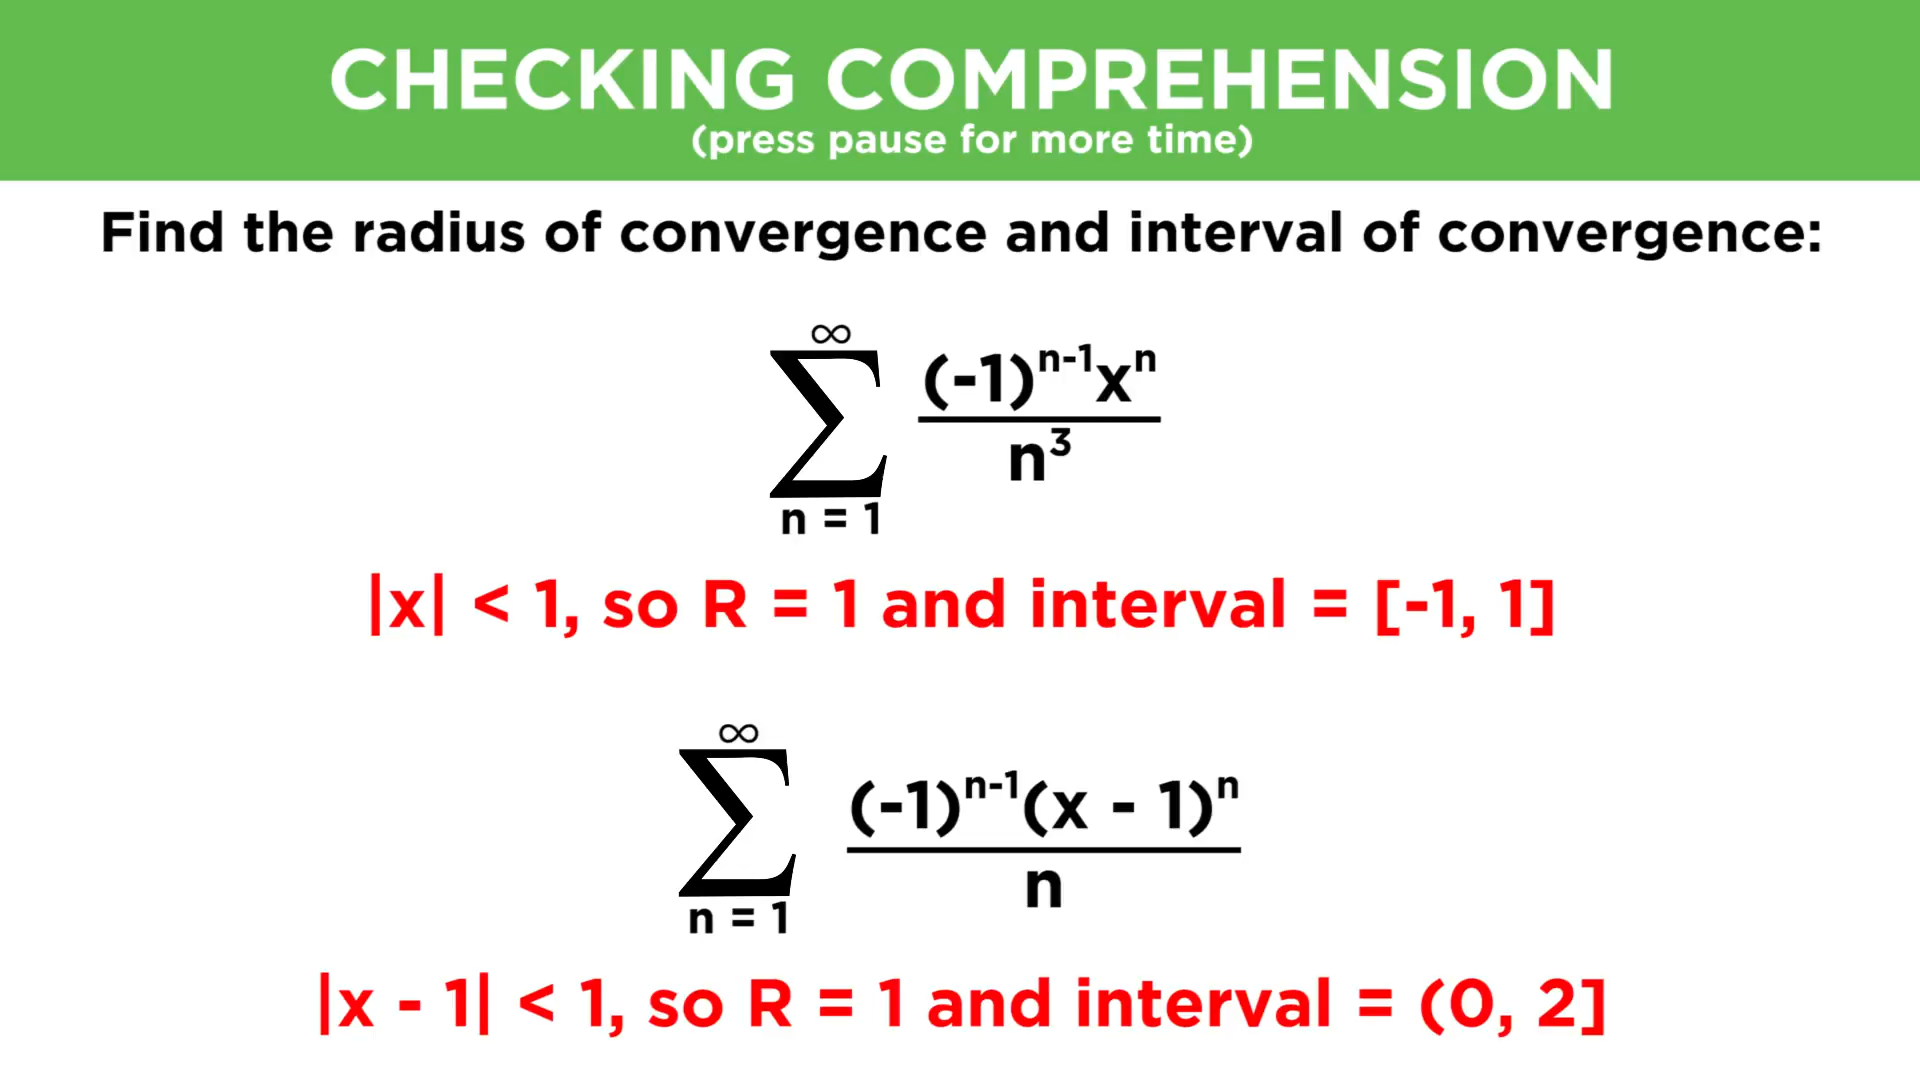 CHECKING COMPREHENSION
(press pause for more time)
Find the radius of convergence and interval of convergence:
∞
∑ (-1)ⁿ⁻¹xⁿ
n³
n = 1
|x| < 1, so R = 1 and interval = [-1, 1]
∞
∑ (-1)ⁿ⁻¹(x - 1)ⁿ
n
n = 1
|x - 1| < 1, so R = 1 and interval = (0, 2]